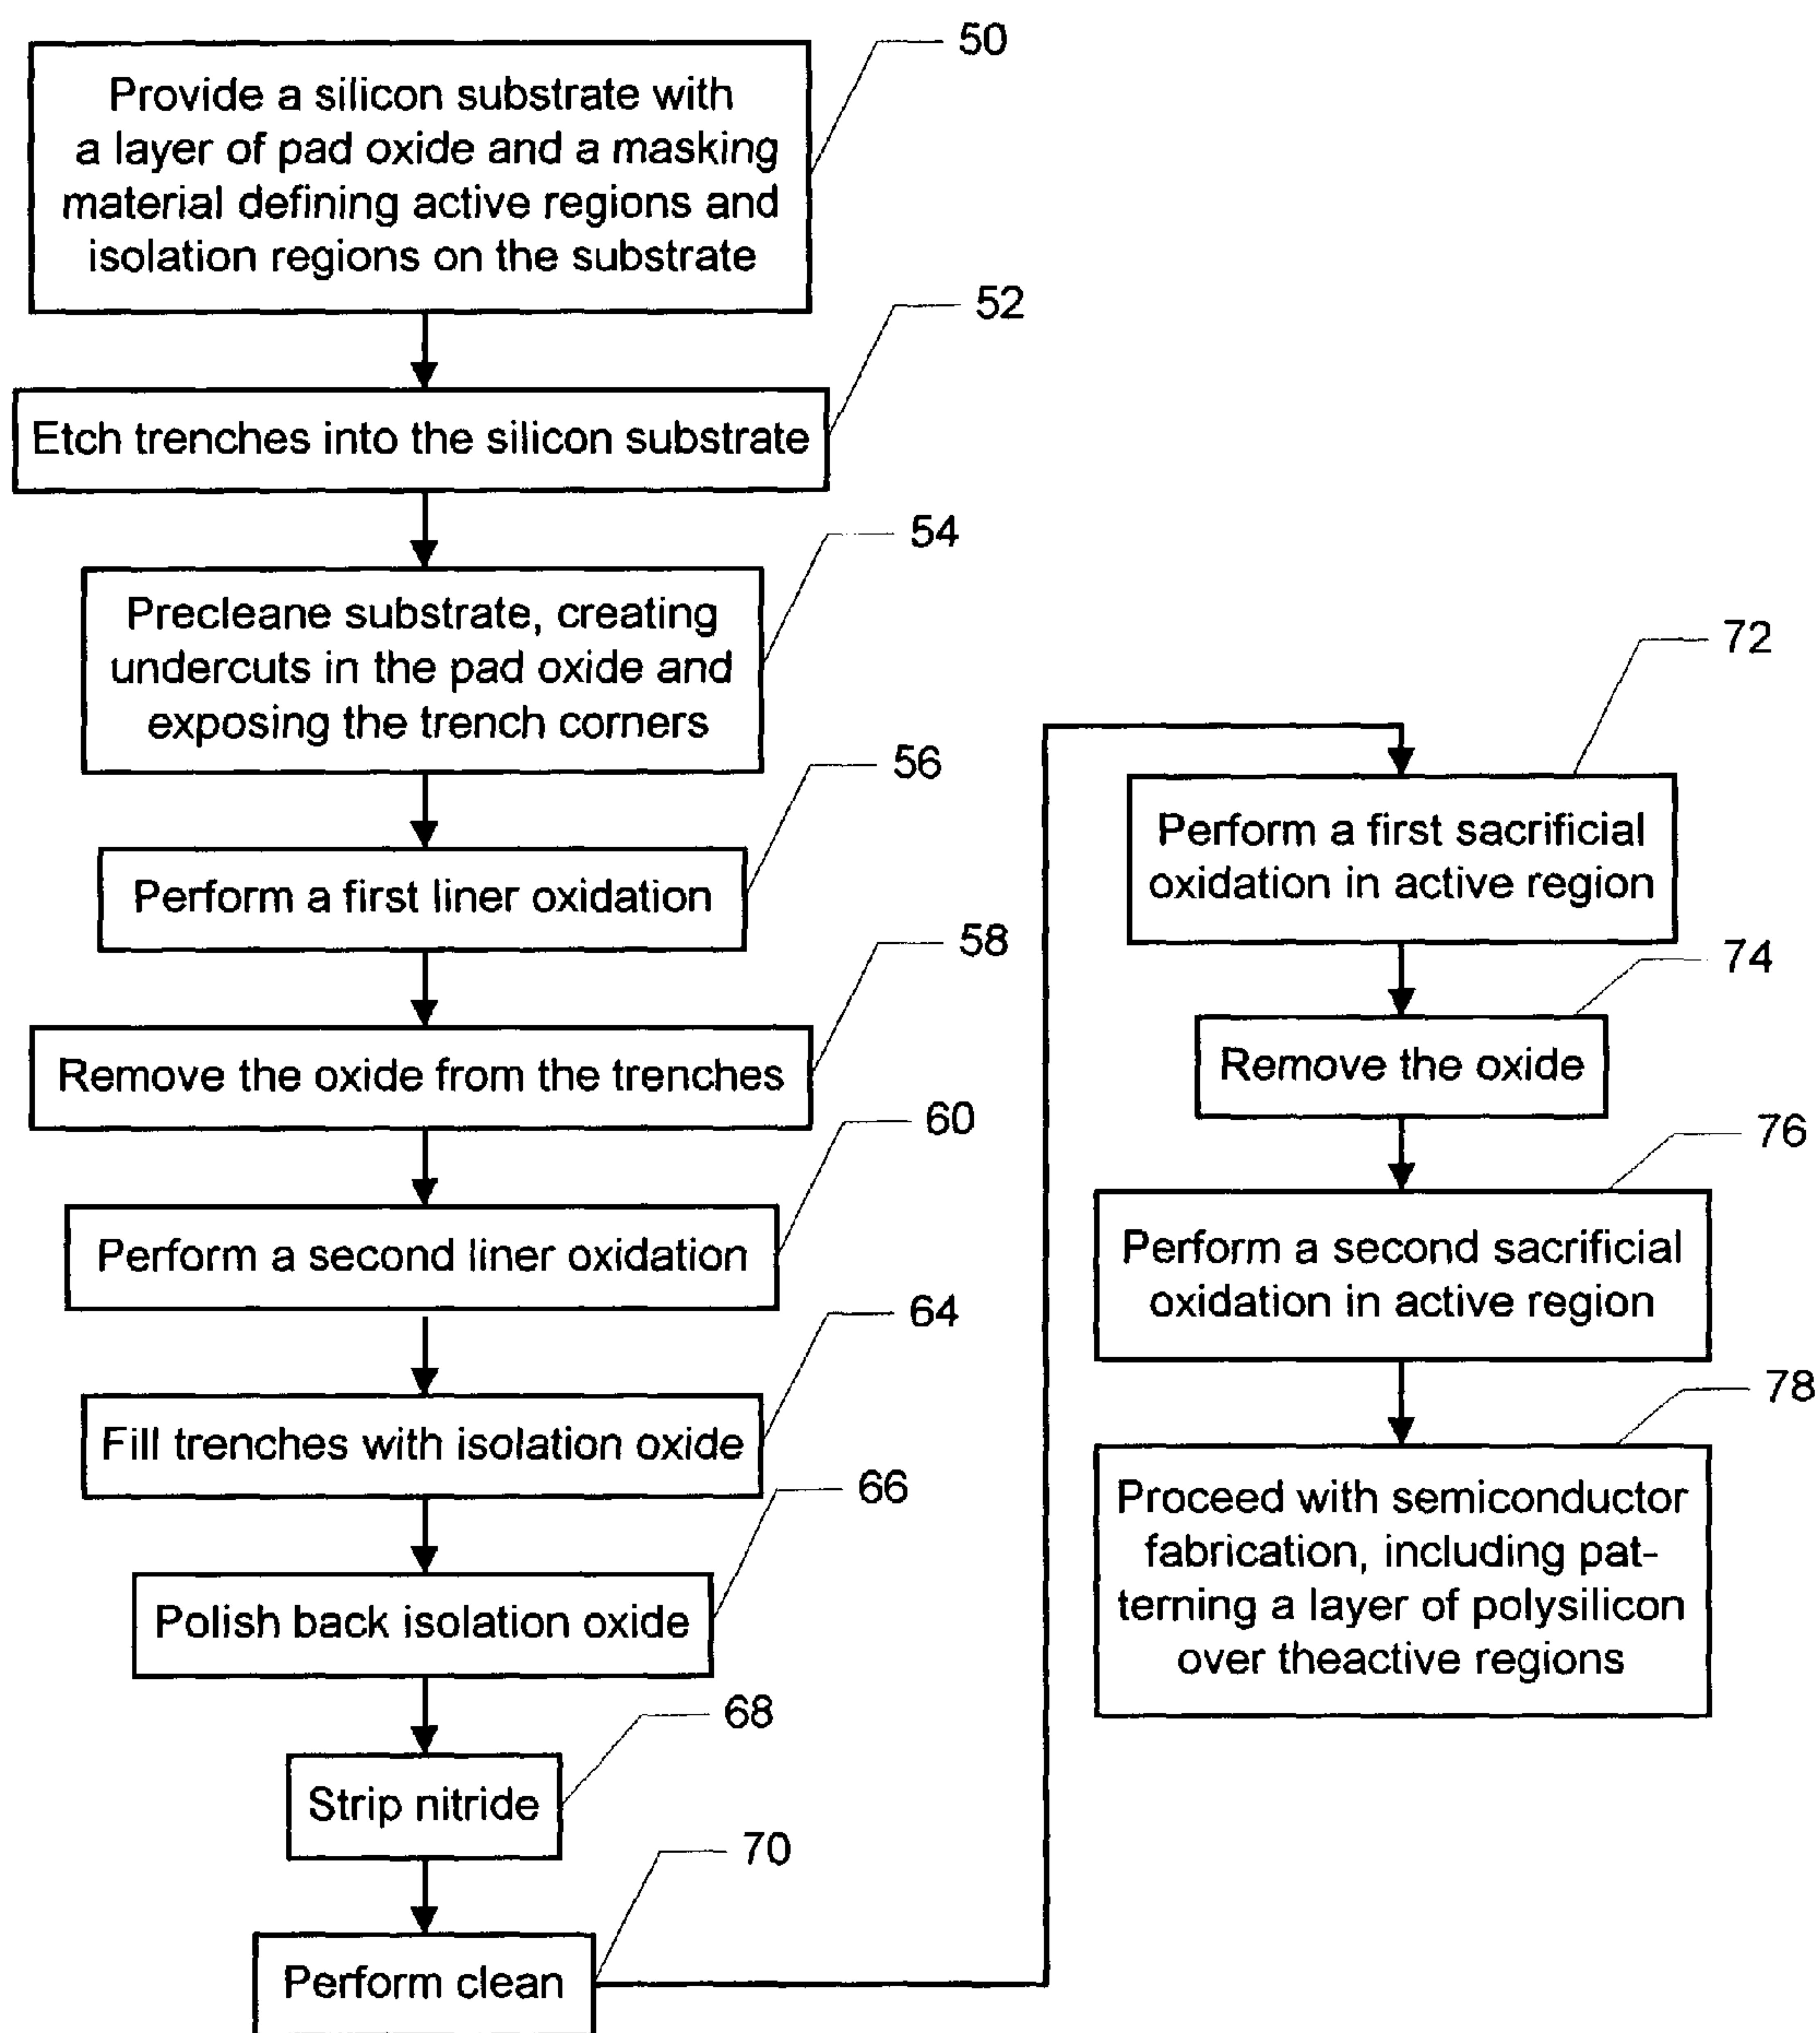 50
Provide a silicon substrate with
a layer of pad oxide and a masking
material defining active regions and
isolation regions on the substrate
52
Etch trenches into the silicon substrate
54
Precleane substrate, creating
undercuts in the pad oxide and
exposing the trench corners
56
Perform a first liner oxidation
58
Remove the oxide from the trenches
60
Perform a second liner oxidation
64
Fill trenches with isolation oxide
66
Polish back isolation oxide
68
Strip nitride
70
Perform clean
72
Perform a first sacrificial
oxidation in active region
74
Remove the oxide
76
Perform a second sacrificial
oxidation in active region
78
Proceed with semiconductor
fabrication, including pat-
terning a layer of polysilicon
over theactive regions